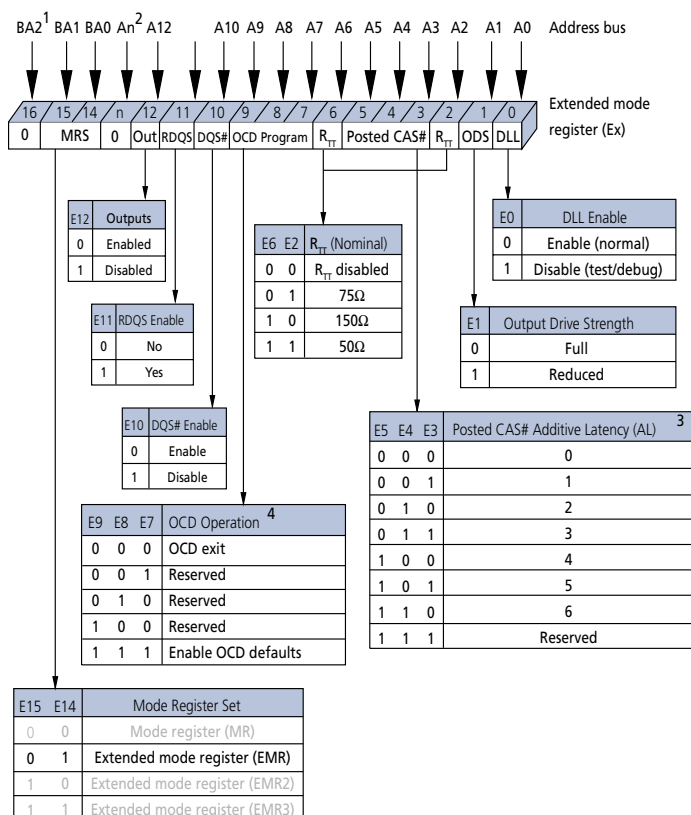 BA2 1 BA1 BA0 An 2 A12 A10 A9 A8 A7 A6 A5 A4 A3 A2 A1 A0 Address bus
16 15 14 n 12 11 10 9 8 7 6 5 4 3 2 1 0
0 MRS 0 Out RDQS DQS# OCD Program RTT Posted CAS# RTT ODS DLL
Extended mode
register (Ex)
E12 Outputs
0 Enabled
1 Disabled
E11 RDQS Enable
0 No
1 Yes
E10 DQS# Enable
0 Enable
1 Disable
E6 E2 RTT (Nominal)
0 0 RTT disabled
0 1 75Ω
1 0 150Ω
1 1 50Ω
E0 DLL Enable
0 Enable (normal)
1 Disable (test/debug)
E1 Output Drive Strength
0 Full
1 Reduced
E5 E4 E3 Posted CAS# Additive Latency (AL) 3
0 0 0 0
0 0 1 1
0 1 0 2
0 1 1 3
1 0 0 4
1 0 1 5
1 1 0 6
1 1 1 Reserved
E9 E8 E7 OCD Operation 4
0 0 0 OCD exit
0 0 1 Reserved
0 1 0 Reserved
1 0 0 Reserved
1 1 1 Enable OCD defaults
E15 E14 Mode Register Set
0 0 Mode register (MR)
0 1 Extended mode register (EMR)
1 0 Extended mode register (EMR2)
1 1 Extended mode register (EMR3)